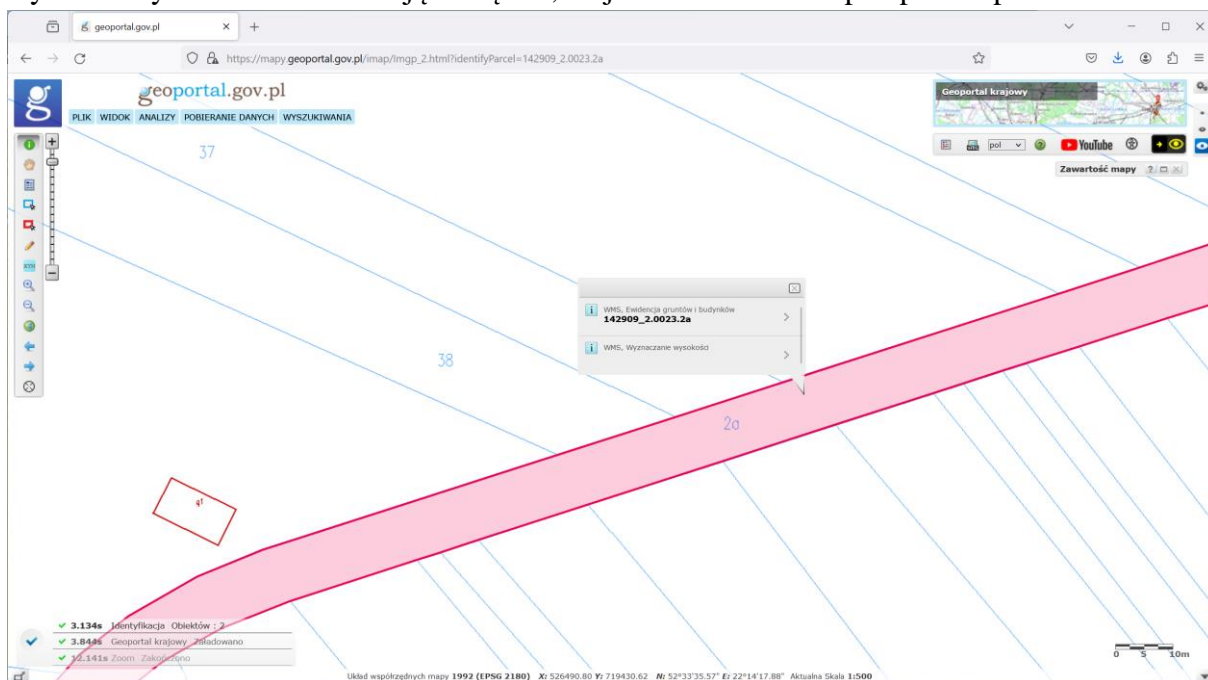 geoportal.gov.pl
https://mapy.geoportal.gov.pl/imap/Imgp_2.html?identifyParcel=142909_2.0023.2a
geoportal.gov.pl
Geoportal krajowy
PLIK WIDOK ANALIZY POBIERANIE DANYCH WYSZUKIWANIA
pol YouTube
Zawartość mapy
37
WMS, Ewidencja gruntów i budynków
142909_2.0023.2a
WMS, Wyznaczanie wysokości
38
2a
g1
3.134s Identyfikacja Obiektów : 2
3.844s Geoportal krajowy Załadowano
12.141s Zoom Zakończono
0 5 10m
Układ współrzędnych mapy 1992 (EPSG 2180) X: 526490.80 Y: 719430.62 N: 52°33'35.57" E: 22°14'17.88" Aktualna Skala 1:500